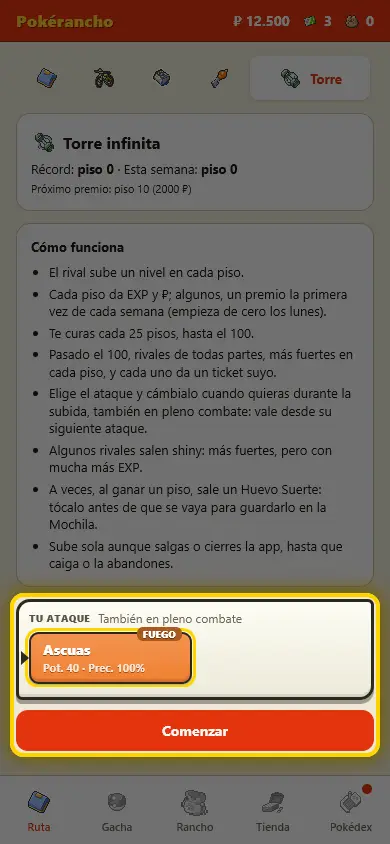 Pokérancho
₽ 12.500
3
0
Torre
Torre infinita
Récord: piso 0 · Esta semana: piso 0
Próximo premio: piso 10 (2000 ₽)
Cómo funciona
• El rival sube un nivel en cada piso.
• Cada piso da EXP y ₽; algunos, un premio la primera
vez de cada semana (empieza de cero los lunes).
• Te curas cada 25 pisos, hasta el 100.
• Pasado el 100, rivales de todas partes, más fuertes en
cada piso, y cada uno da un ticket suyo.
• Elige el ataque y cámbialo cuando quieras durante la
subida, también en pleno combate: vale desde su
siguiente ataque.
• Algunos rivales salen shiny: más fuertes, pero con
mucha más EXP.
• A veces, al ganar un piso, sale un Huevo Suerte:
tócalo antes de que se vaya para guardarlo en la
Mochila.
• Sube sola aunque salgas o cierres la app, hasta que
caiga o la abandones.
TU ATAQUE También en pleno combate
FUEGO
Ascuas
Pot. 40 · Prec. 100%
Comenzar
Ruta
Gacha
Rancho
Tienda
Pokédex